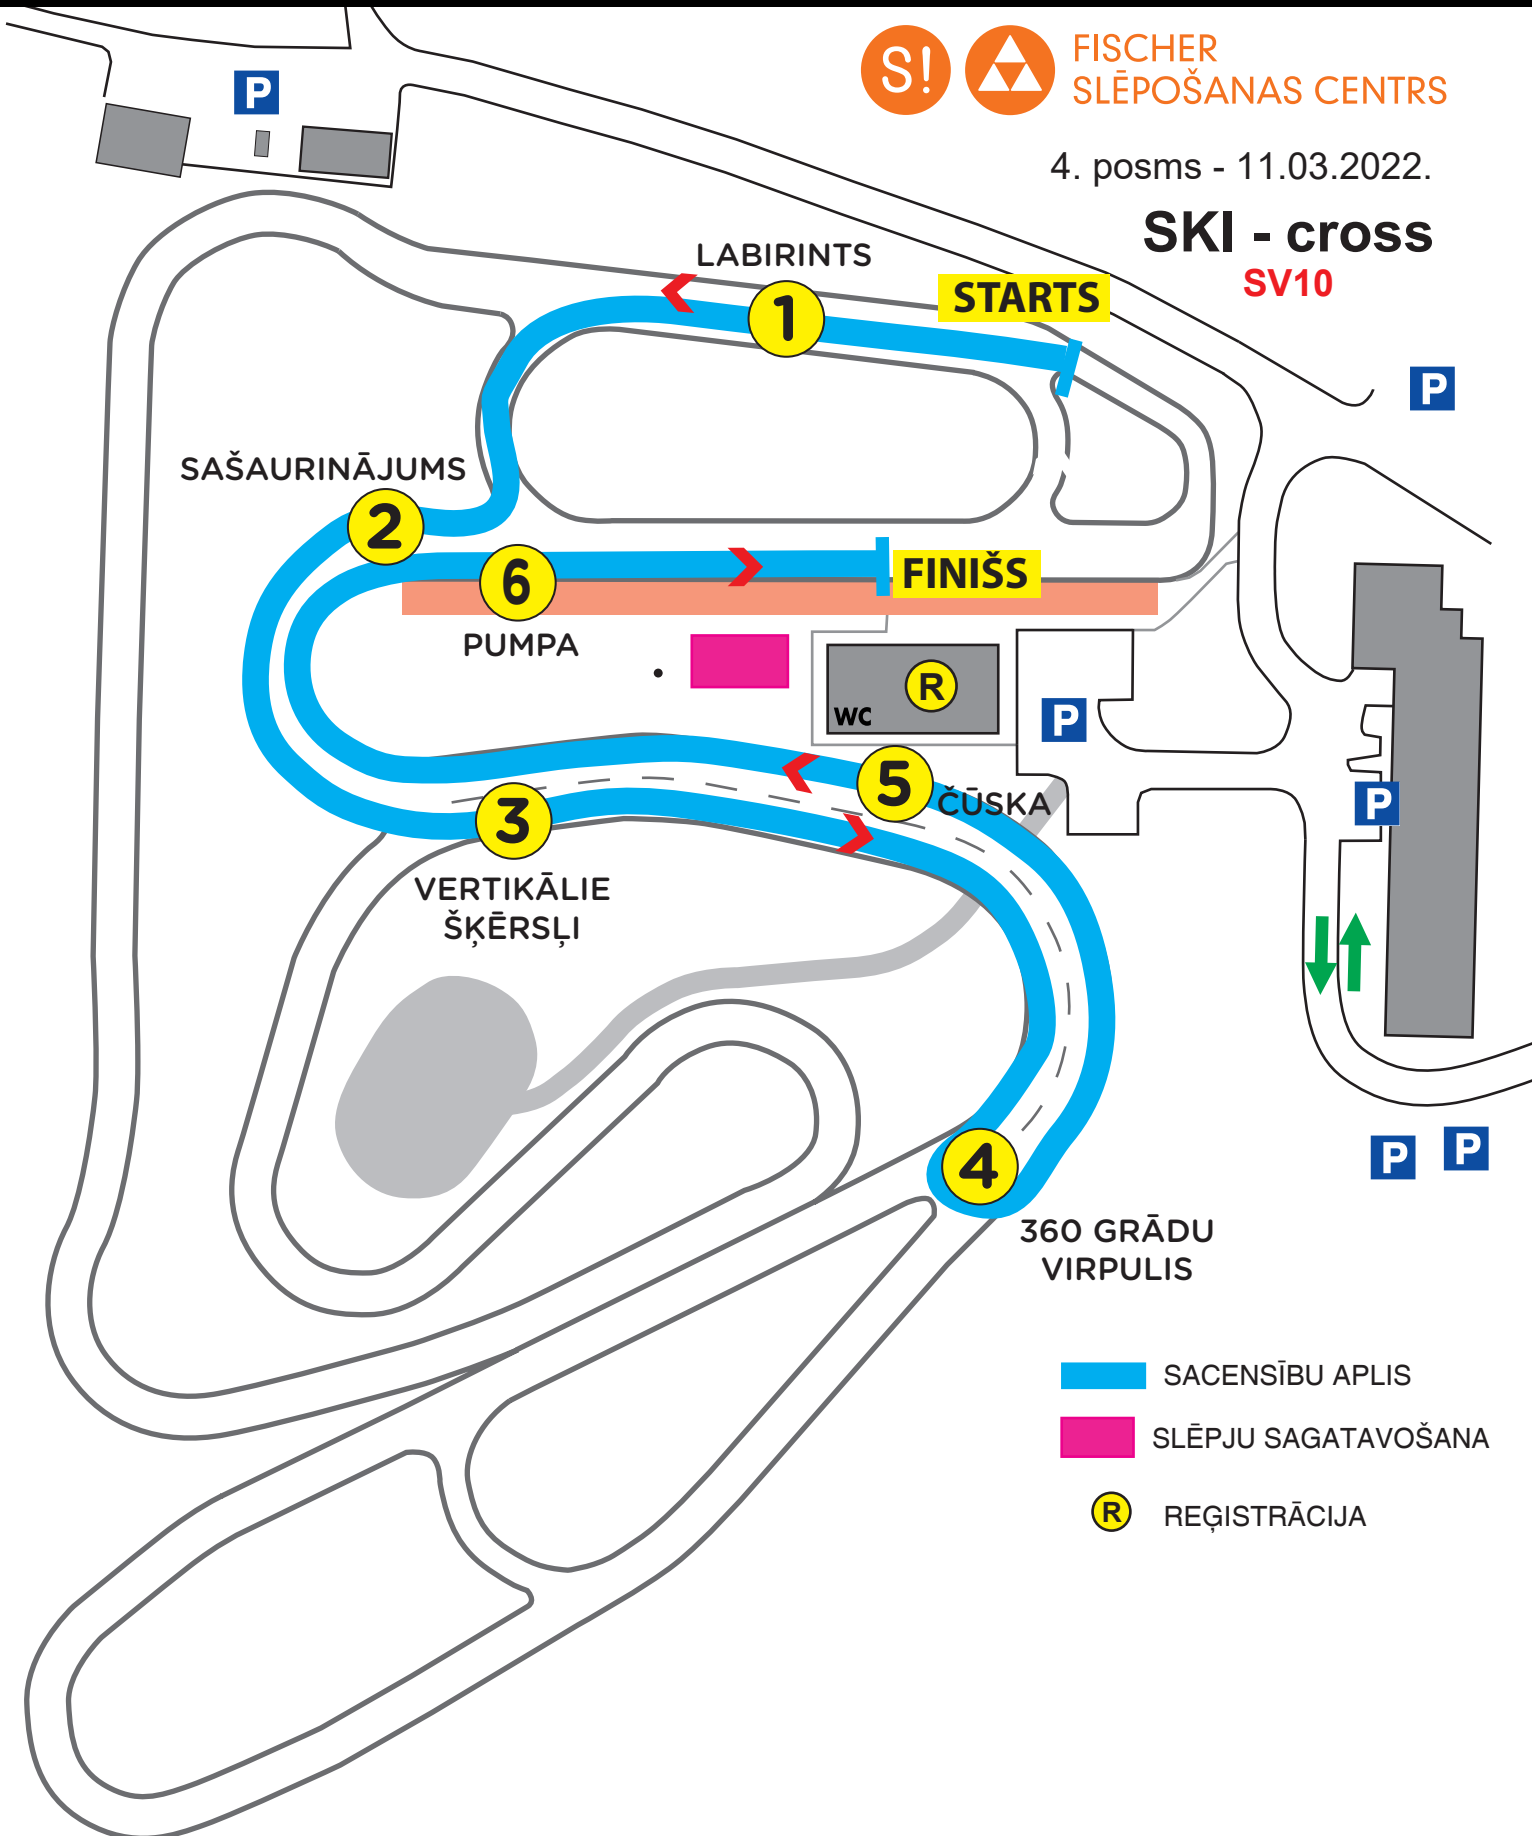 S!
FISCHER
SLĒPOŠANAS CENTRS
4. posms - 11.03.2022.
SKI - cross
SV10
P
LABIRINTS
STARTS
1
P
SAŠAURINĀJUMS
2
6
FINIŠS
PUMPA
R
WC
P
5
ČŪSKA
P
3
VERTIKĀLIE
ŠĶĒRSĻI
4
P
P
360 GRĀDU
VIRPULIS
SACENSĪBU APLIS
SLĒPJU SAGATAVOŠANA
R
REĢISTRĀCIJA